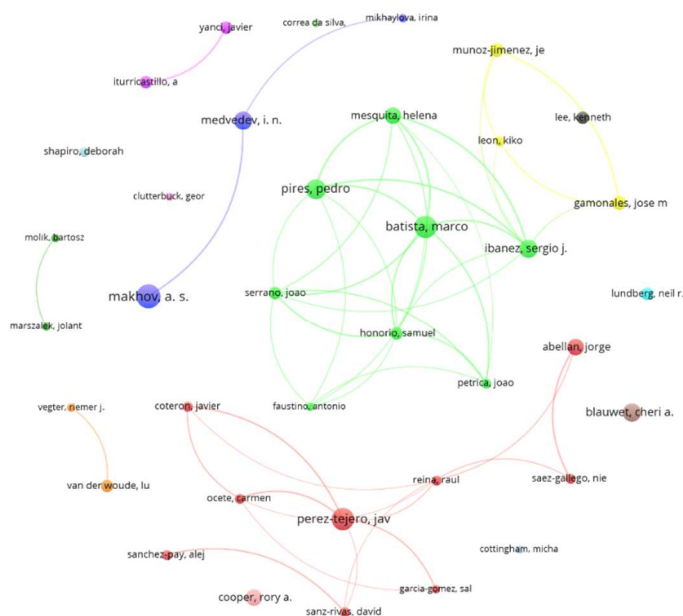 yanci, javier
correa da silva,
mikhaylova, irina
iturricastillo, a
munoz-jimenez, je
medvedev, i. n.
mesquita, helena
lee, kenneth
leon, kiko
shapiro, deborah
pires, pedro
clutterbuck, geor
gamonales, jose m
batista, marco
molik, bartosz
ibanez, sergio j.
makhov, a. s.
serrano, joao
lundberg, neil r.
marszalek, jolant
honorio, samuel
abellan, jorge
petrica, joao
vegter, riemer j.
coteron, javier
faustino, antonio
blauwet, cheri a.
van der woude, lu
reina, raul
saez-gallego, nie
ocete, carmen
perez-tejero, jav
sanchez-pay, alej
cottingham, micha
garcia-gomez, sal
cooper, rory a.
sanz-rivas, david